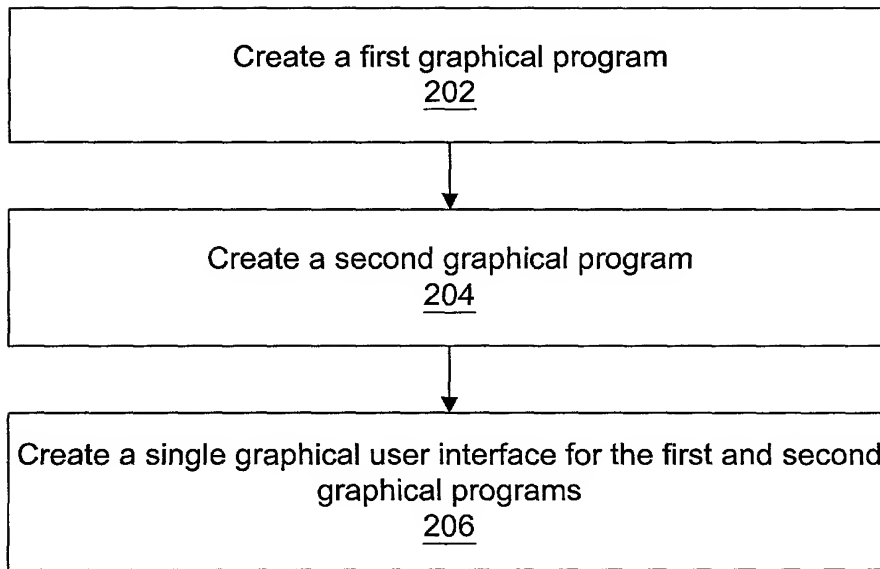 Create a first graphical program
202
Create a second graphical program
204
Create a single graphical user interface for the first and second
graphical programs
206